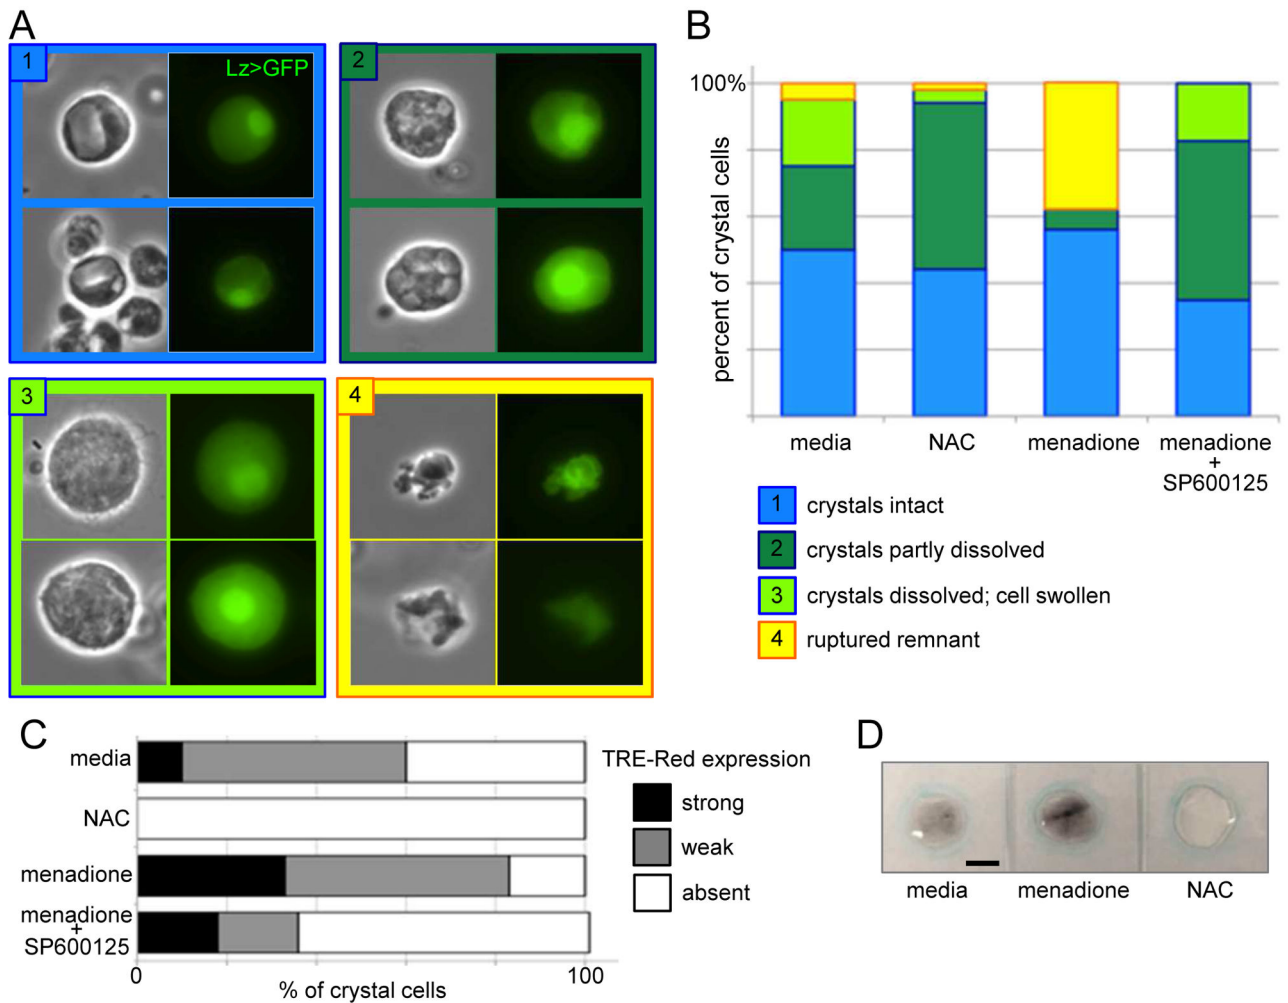 A
1
Lz>GFP
2
3
4
B
100%
percent of crystal cells
media
NAC
menadione
menadione
+
SP600125
1 crystals intact
2 crystals partly dissolved
3 crystals dissolved; cell swollen
4 ruptured remnant
C
media
NAC
menadione
menadione
+
SP600125
0
100
% of crystal cells
TRE-Red expression
strong
weak
absent
D
media
menadione
NAC